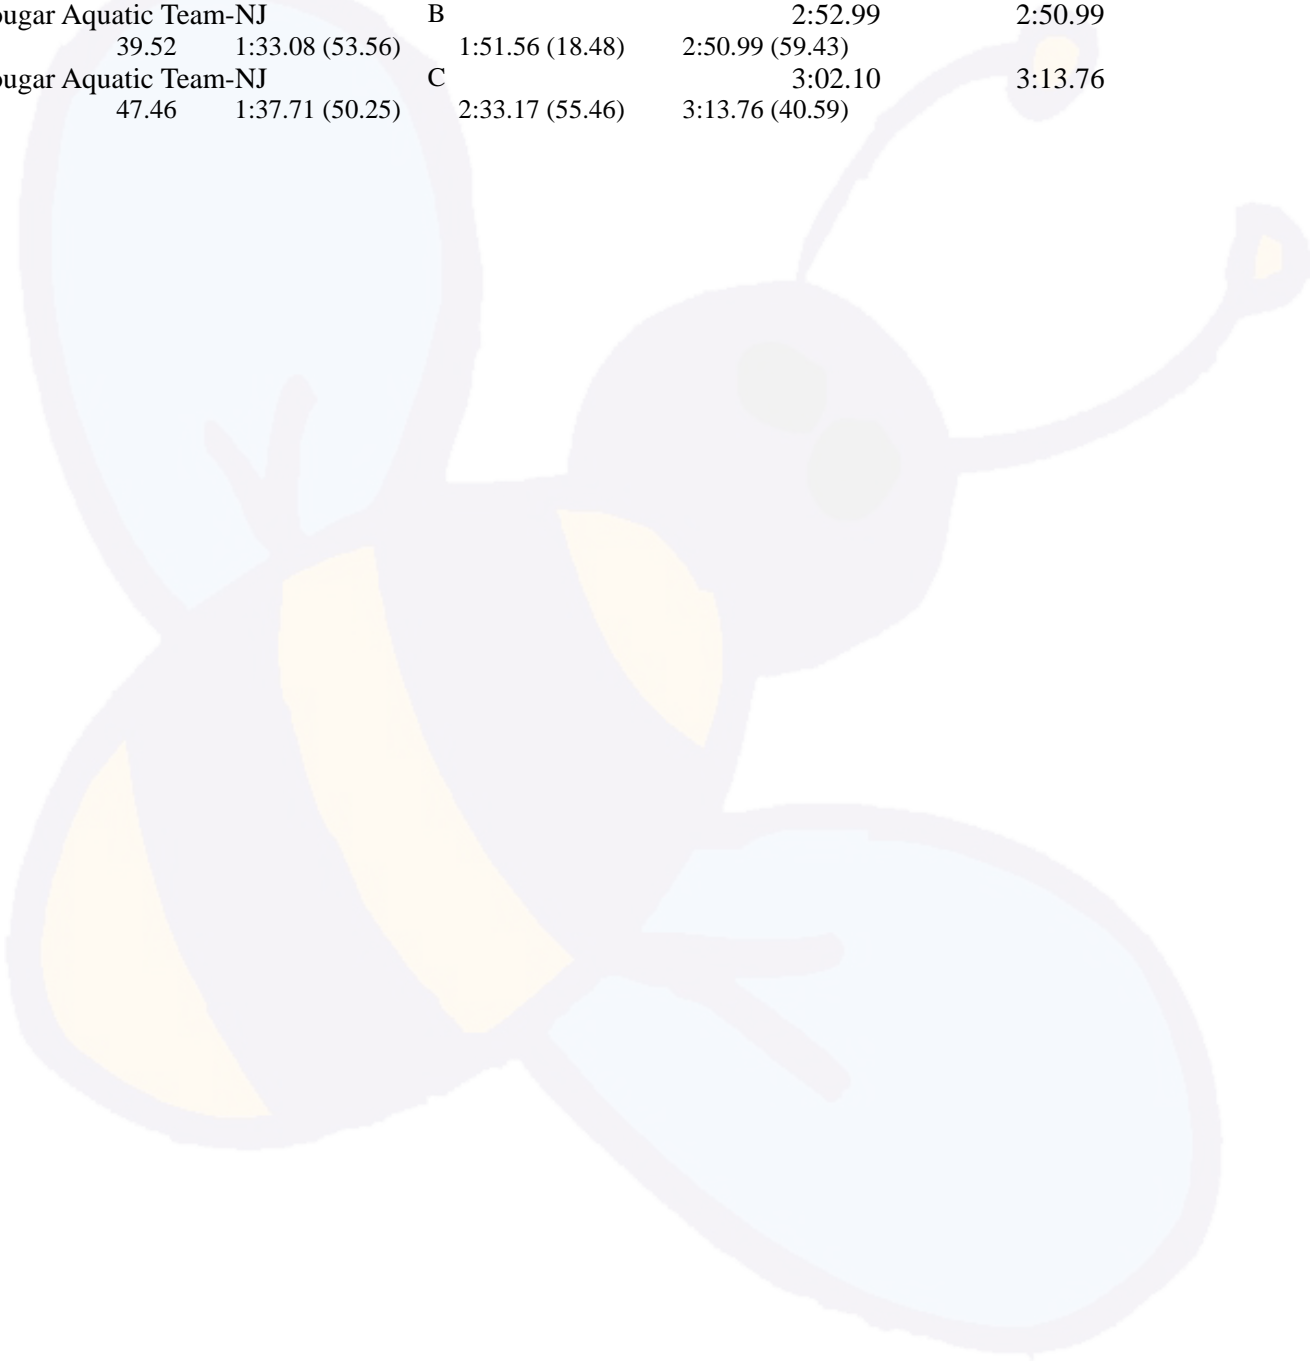 ougar Aquatic Team-NJ B 2:52.99 2:50.99
39.52 1:33.08 (53.56) 1:51.56 (18.48) 2:50.99 (59.43)
ougar Aquatic Team-NJ C 3:02.10 3:13.76
47.46 1:37.71 (50.25) 2:33.17 (55.46) 3:13.76 (40.59)